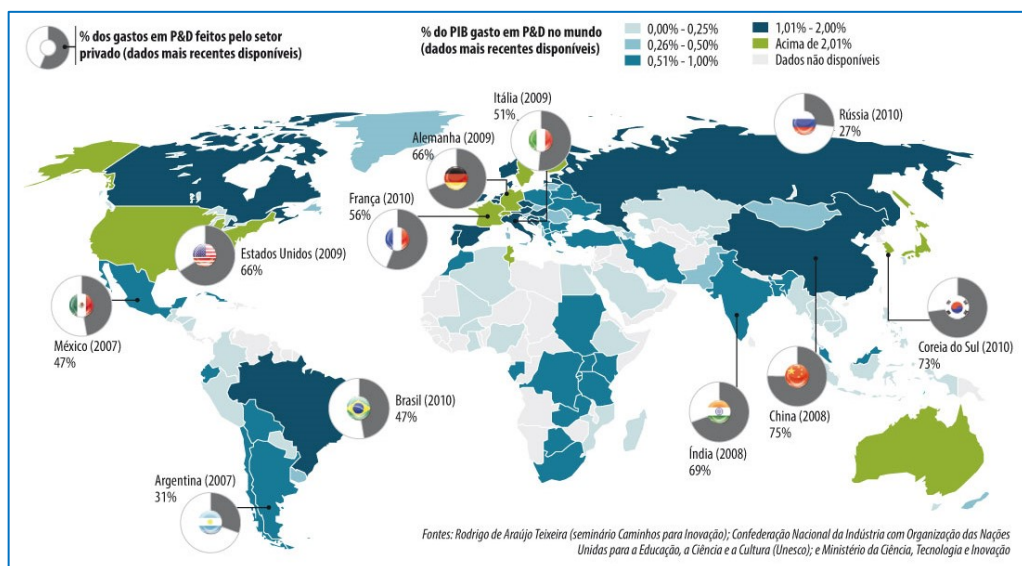 % dos gastos em P&D feitos pelo setor
privado (dados mais recentes disponíveis)
% do PIB gasto em P&D no mundo
(dados mais recentes disponíveis)
0,00% - 0,25%
0,26% - 0,50%
0,51% - 1,00%
1,01% - 2,00%
Acima de 2,01%
Dados não disponíveis
Itália (2009)
51%
Rússia (2010)
27%
Alemanha (2009)
66%
França (2010)
56%
Estados Unidos (2009)
66%
México (2007)
47%
Coreia do Sul (2010)
73%
Brasil (2010)
47%
China (2008)
75%
Índia (2008)
69%
Argentina (2007)
31%
Fontes: Rodrigo de Araújo Teixeira (seminário Caminhos para Inovação); Confederação Nacional da Indústria com Organização das Nações
Unidas para a Educação, a Ciência e a Cultura (Unesco); e Ministério da Ciência, Tecnologia e Inovação